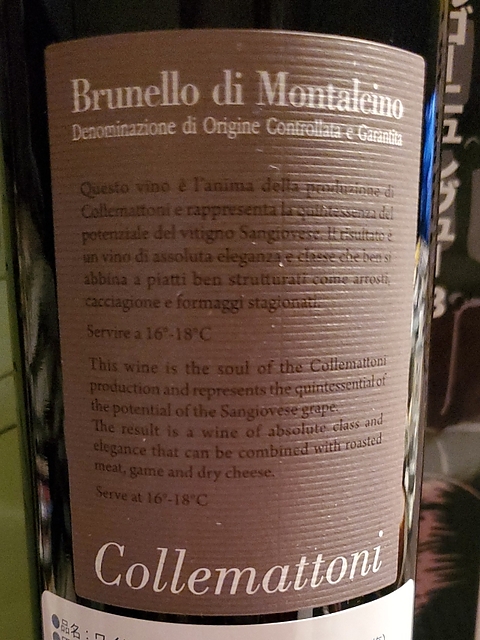 Brunello di Montalcino
Denominazione di Origine Controllata e Garantita
Questo vino è l'anima della produzione di
Collemattoni e rappresenta la quintessenza del
potenziale del vitigno Sangiovese. Il risultato è
un vino di assoluta eleganza e classe che ben si
abbina a piatti ben strutturati come arrosti,
cacciagione e formaggi stagionati.
Servire a 16°-18°C
This wine is the soul of the Collemattoni
production and represents the quintessential of
the potential of the Sangiovese grape.
The result is a wine of absolute class and
elegance that can be combined with roasted
meat, game and dry cheese.
Serve at 16°-18°C
Collemattoni
●品名：ワイ